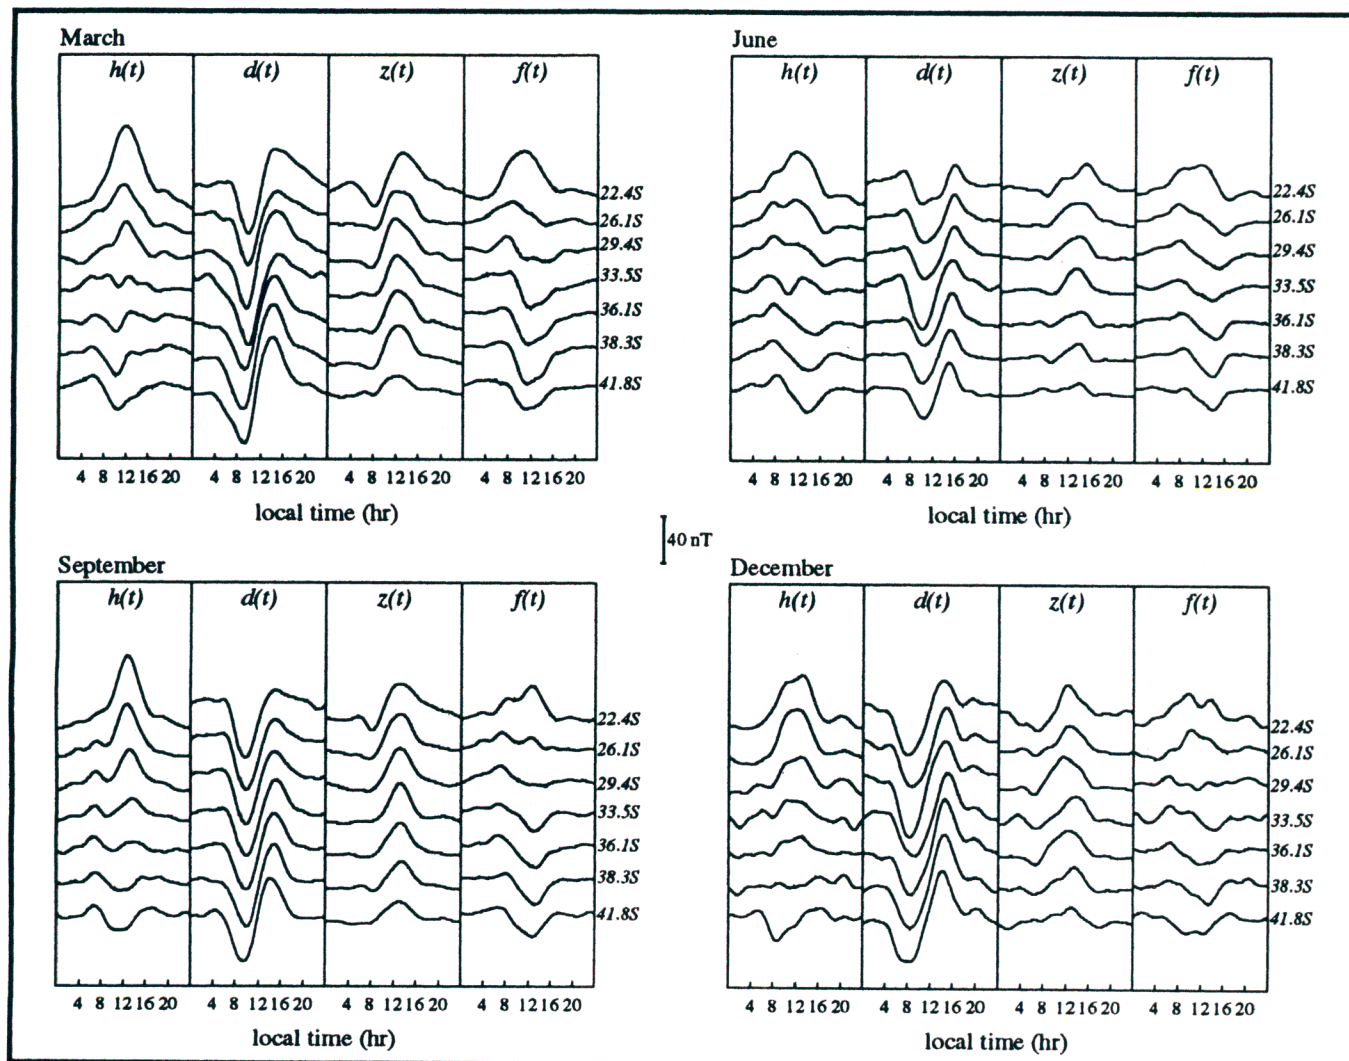 March
h(t) d(t) z(t) f(t)
22.4S
26.1S
29.4S
33.5S
36.1S
38.3S
41.8S
4 8 12 16 20 4 8 12 16 20 4 8 12 16 20 4 8 12 16 20
local time (hr)
June
h(t) d(t) z(t) f(t)
22.4S
26.1S
29.4S
33.5S
36.1S
38.3S
41.8S
4 8 12 16 20 4 8 12 16 20 4 8 12 16 20 4 8 12 16 20
local time (hr)
40 nT
September
h(t) d(t) z(t) f(t)
22.4S
26.1S
29.4S
33.5S
36.1S
38.3S
41.8S
4 8 12 16 20 4 8 12 16 20 4 8 12 16 20 4 8 12 16 20
local time (hr)
December
h(t) d(t) z(t) f(t)
22.4S
26.1S
29.4S
33.5S
36.1S
38.3S
41.8S
4 8 12 16 20 4 8 12 16 20 4 8 12 16 20 4 8 12 16 20
local time (hr)